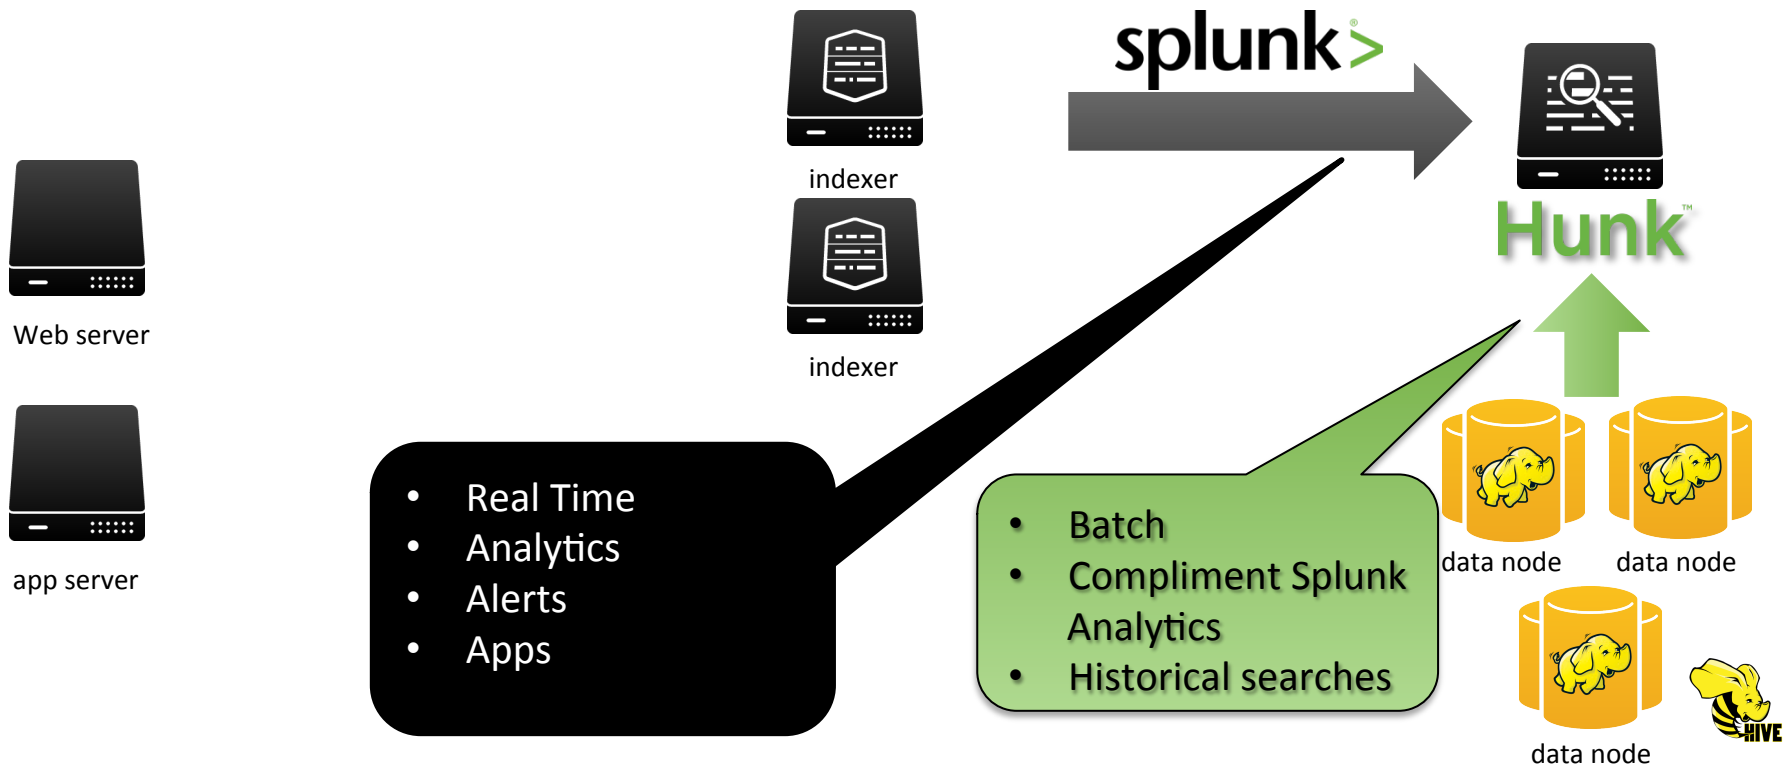 splunk>®
indexer
Hunk™
indexer
Web server
app server
• Real Time
• Analytics
• Alerts
• Apps
• Batch
• Compliment Splunk
Analytics
• Historical searches
data node
data node
HIVE
data node